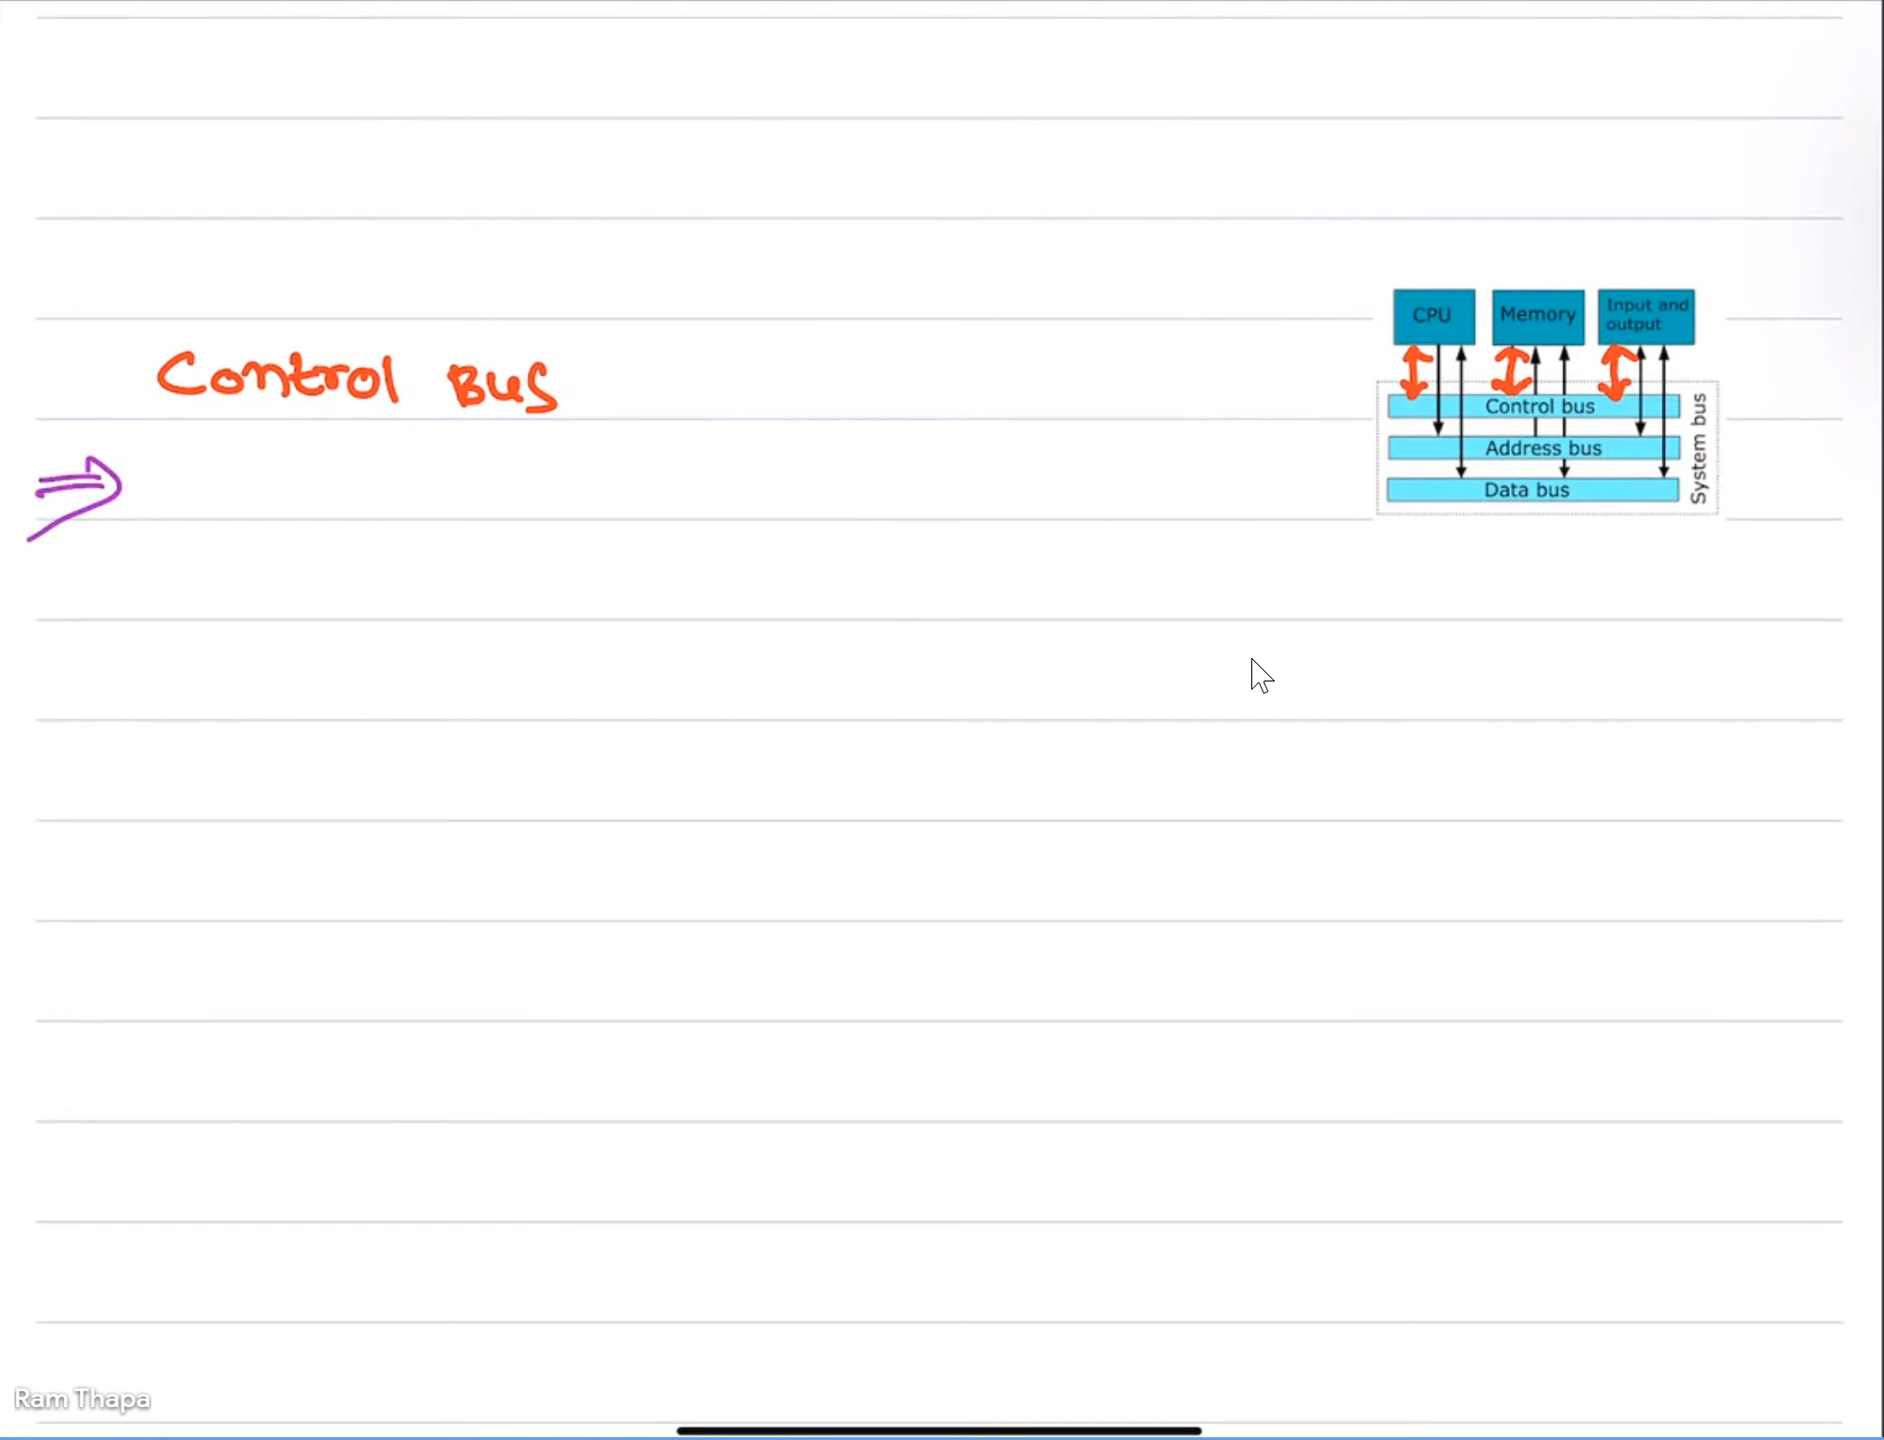 CPU
Memory
Input and
output
Control Bus
Control bus
Address bus
Data bus
System bus
Ram Thapa